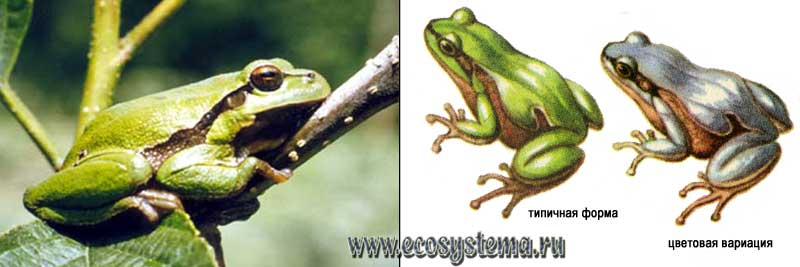 типичная форма
цветовая вариация
www.ecosystema.ru